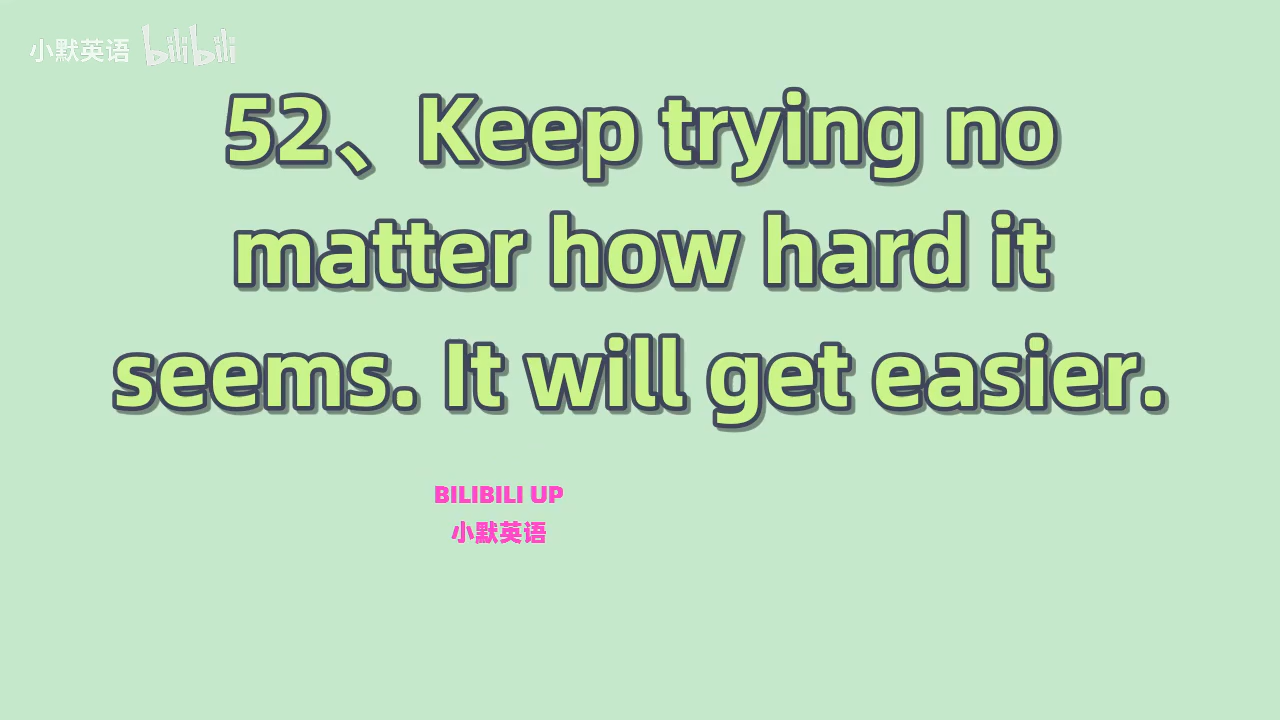 小默英语 bilibili
52、Keep trying no
matter how hard it
seems. It will get easier.
BILIBILI UP
小默英语